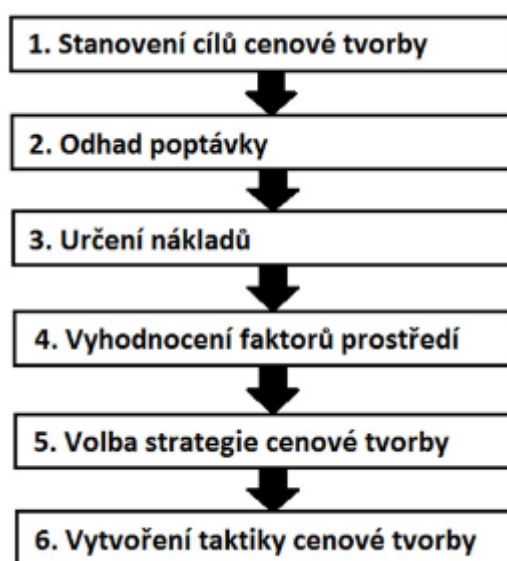 1. Stanovení cílů cenové tvorby
2. Odhad poptávky
3. Určení nákladů
4. Vyhodnocení faktorů prostředí
5. Volba strategie cenové tvorby
6. Vytvoření taktiky cenové tvorby